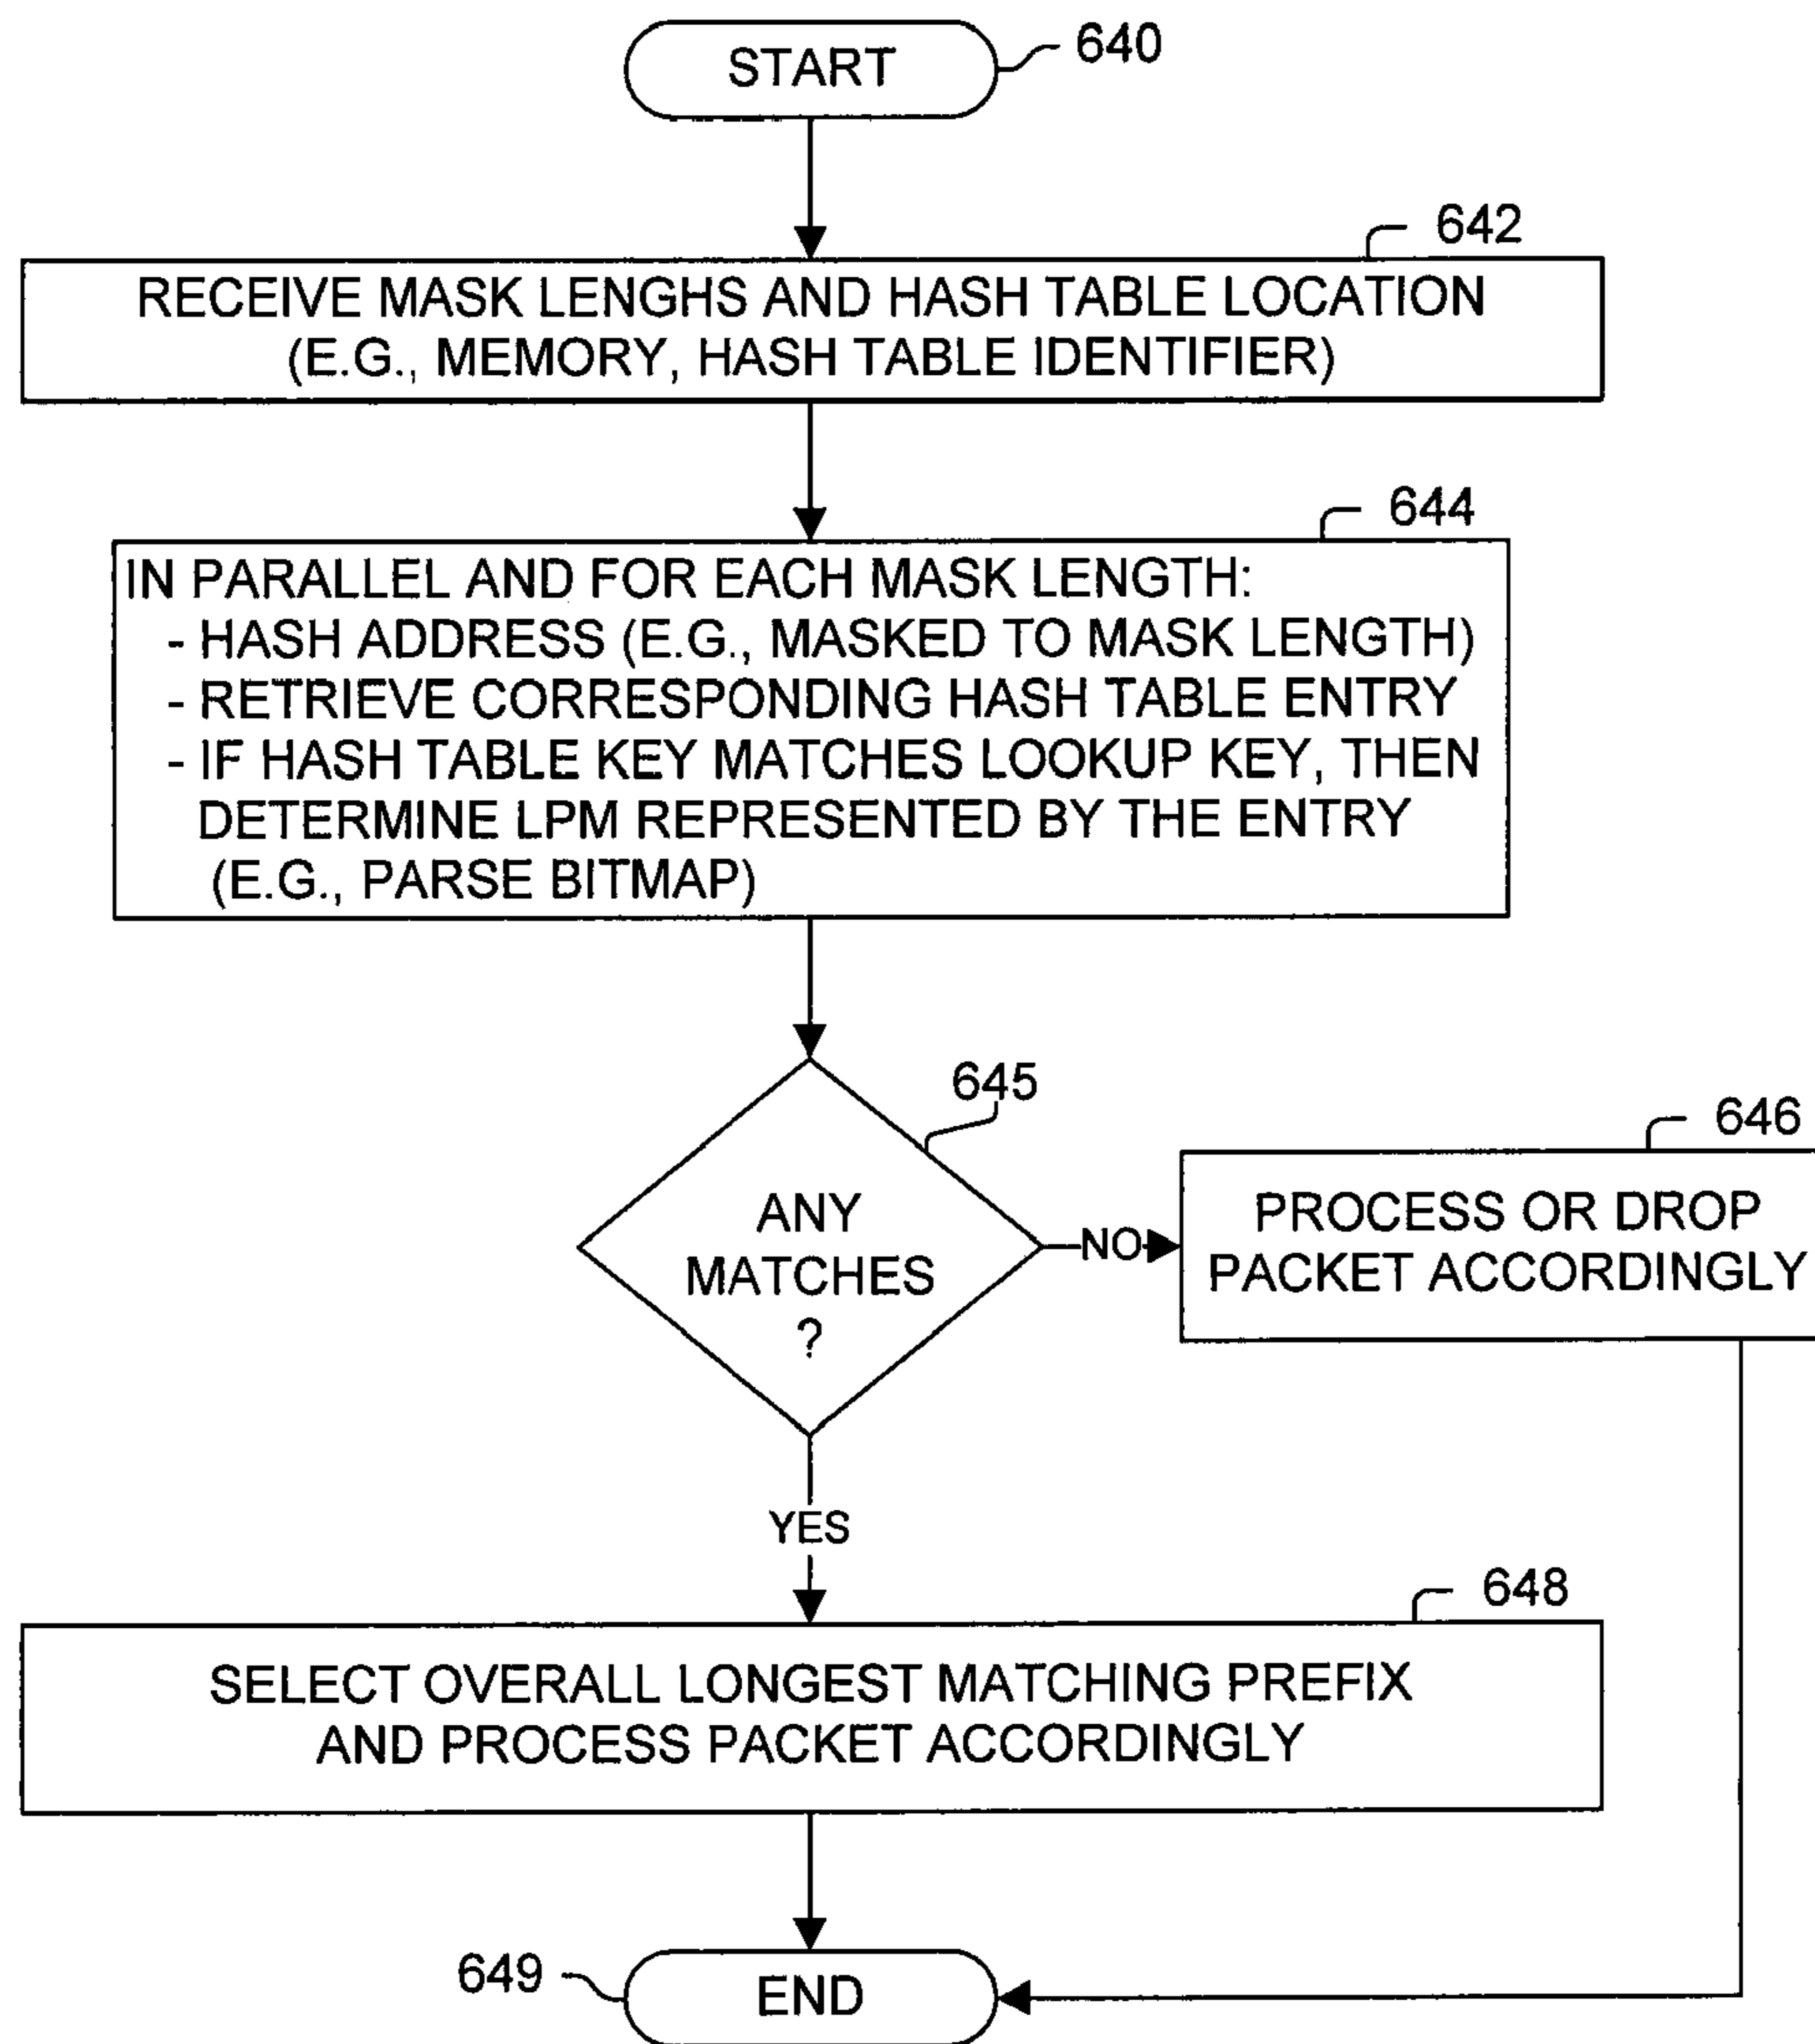 START
640
642
RECEIVE MASK LENGHS AND HASH TABLE LOCATION
(E.G., MEMORY, HASH TABLE IDENTIFIER)
644
IN PARALLEL AND FOR EACH MASK LENGTH:
- HASH ADDRESS (E.G., MASKED TO MASK LENGTH)
- RETRIEVE CORRESPONDING HASH TABLE ENTRY
- IF HASH TABLE KEY MATCHES LOOKUP KEY, THEN
DETERMINE LPM REPRESENTED BY THE ENTRY
(E.G., PARSE BITMAP)
645
ANY
MATCHES
?
NO
646
PROCESS OR DROP
PACKET ACCORDINGLY
YES
648
SELECT OVERALL LONGEST MATCHING PREFIX
AND PROCESS PACKET ACCORDINGLY
649
END